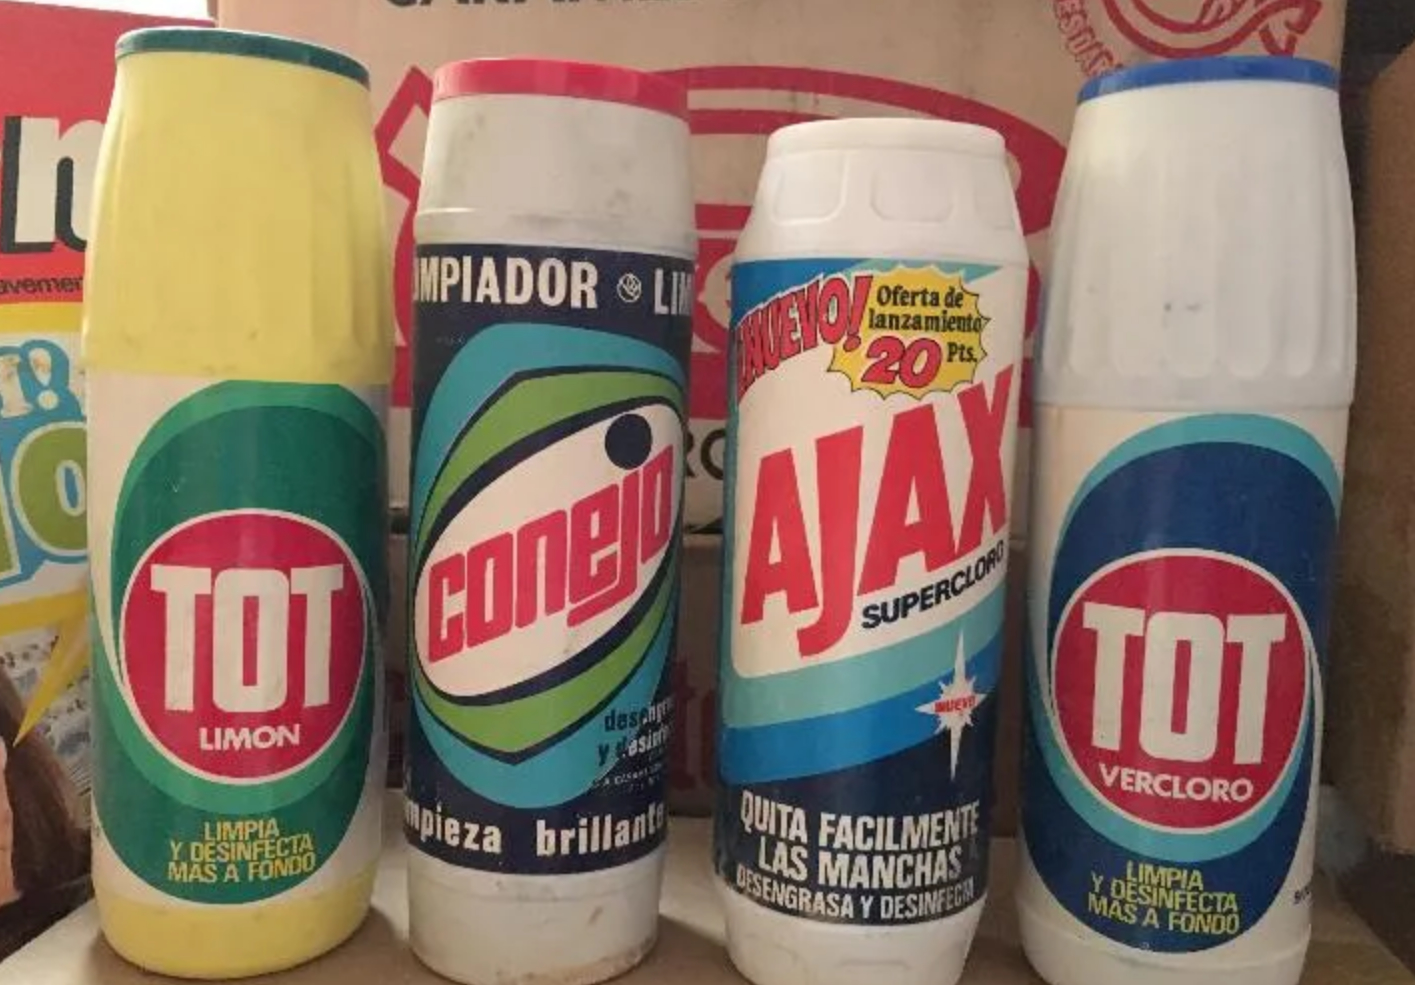 TOT
LIMON
LIMPIA
Y DESINFECTA
MAS A FONDO
conejo
brillante
¡NUEVO!
Oferta de
lanzamiento
20 Pts.
AJAX
SUPERCLORO
NUEVO
QUITA FACILMENTE
LAS MANCHAS
DESENGRASA Y DESINFECTA
TOT
VERCLORO
LIMPIA
Y DESINFECTA
MAS A FONDO